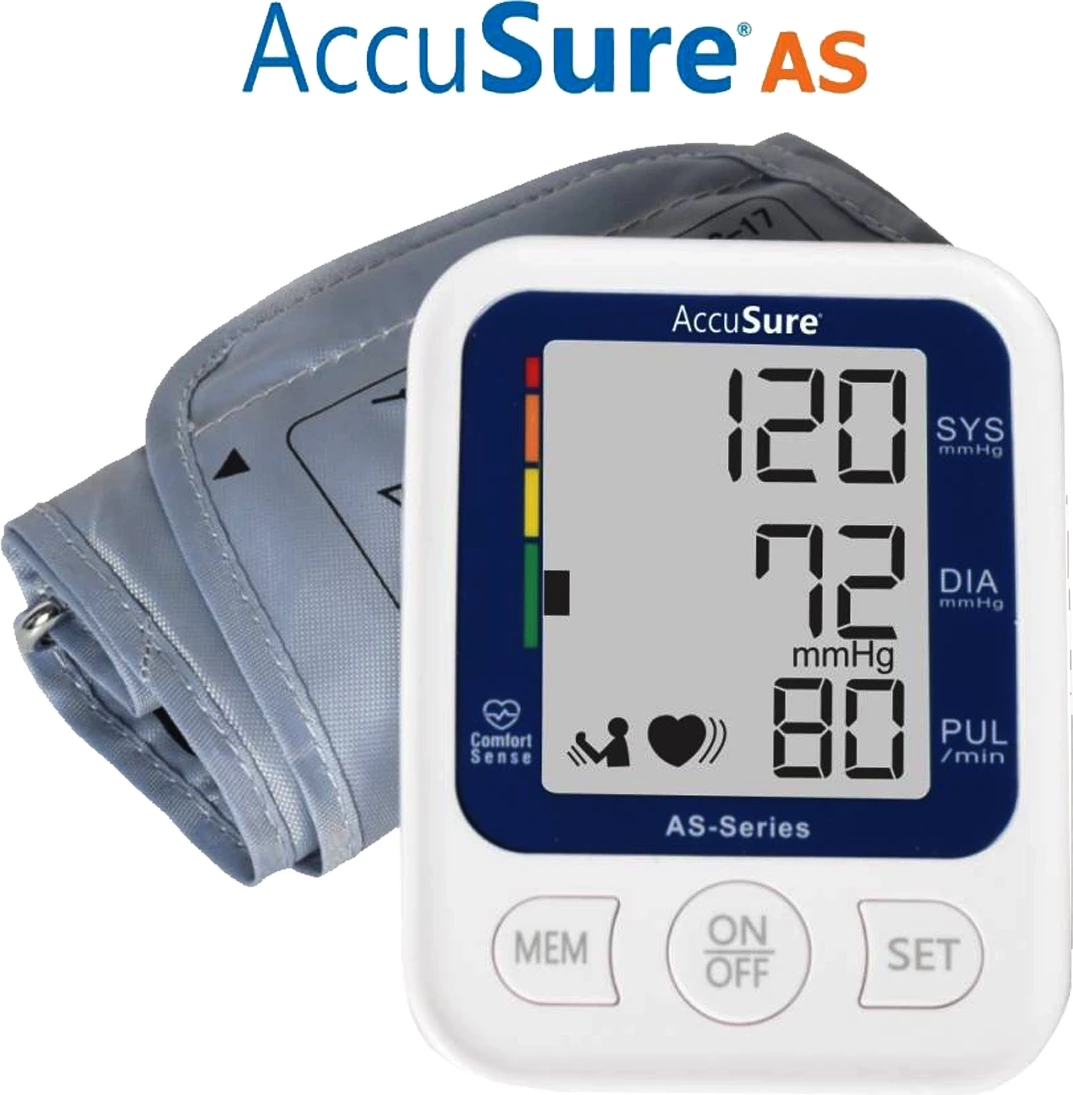 AccuSure® AS
AccuSure
120
SYS
mmHg
72
DIA
mmHg
mmHg
80
PUL
/min
Comfort
Sense
AS-Series
MEM
ON
OFF
SET